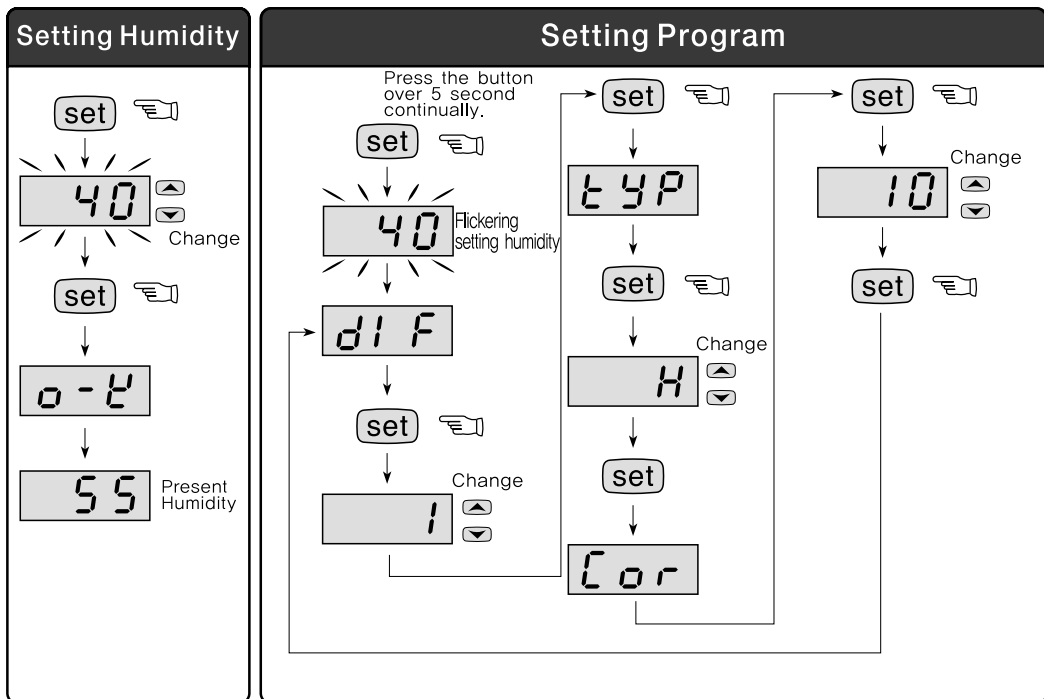 Setting Humidity
set
40
Change
set
o-k
55
Present
Humidity
Setting Program
Press the button
over 5 second
continually.
set
40
Flickering
setting humidity
dIF
set
1
Change
set
tyP
set
H
Change
set
Cor
set
10
Change
set